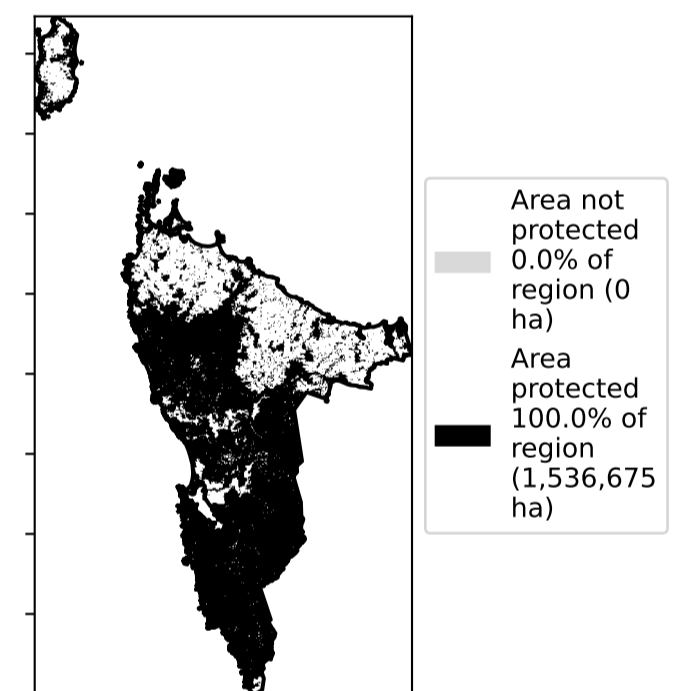 Area not
protected
0.0% of
region (0
ha)
Area
protected
100.0% of
region
(1,536,675
ha)